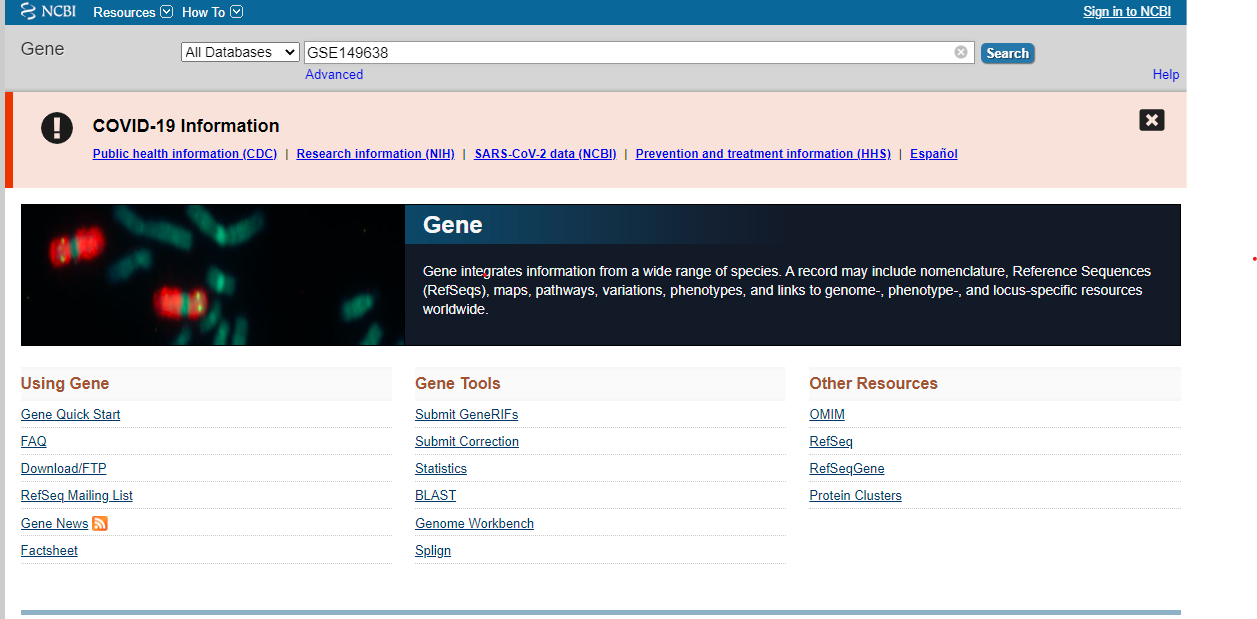 NCBI Resources How To Sign in to NCBI
Gene All Databases GSE149638 Search
Advanced Help
COVID-19 Information
Public health information (CDC) | Research information (NIH) | SARS-CoV-2 data (NCBI) | Prevention and treatment information (HHS) | Español
Gene
Gene integrates information from a wide range of species. A record may include nomenclature, Reference Sequences
(RefSeqs), maps, pathways, variations, phenotypes, and links to genome-, phenotype-, and locus-specific resources
worldwide.
Using Gene
Gene Quick Start
FAQ
Download/FTP
RefSeq Mailing List
Gene News
Factsheet
Gene Tools
Submit GeneRIFs
Submit Correction
Statistics
BLAST
Genome Workbench
Splign
Other Resources
OMIM
RefSeq
RefSeqGene
Protein Clusters